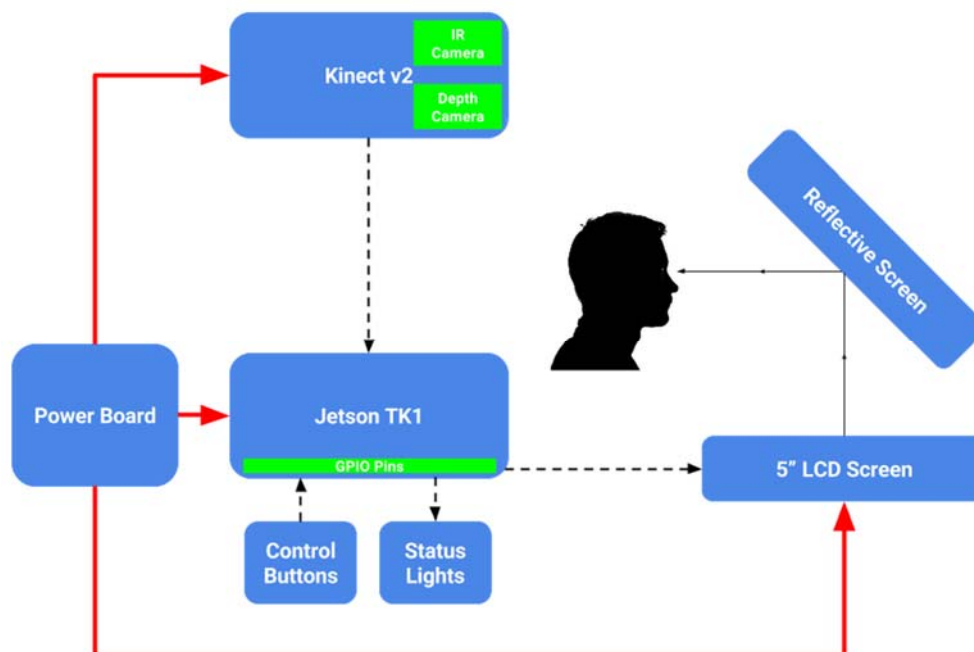 IR
Camera
Kinect v2
Depth
Camera
Reflective Screen
Power Board
Jetson TK1
GPIO Pins
5” LCD Screen
Control
Buttons
Status
Lights